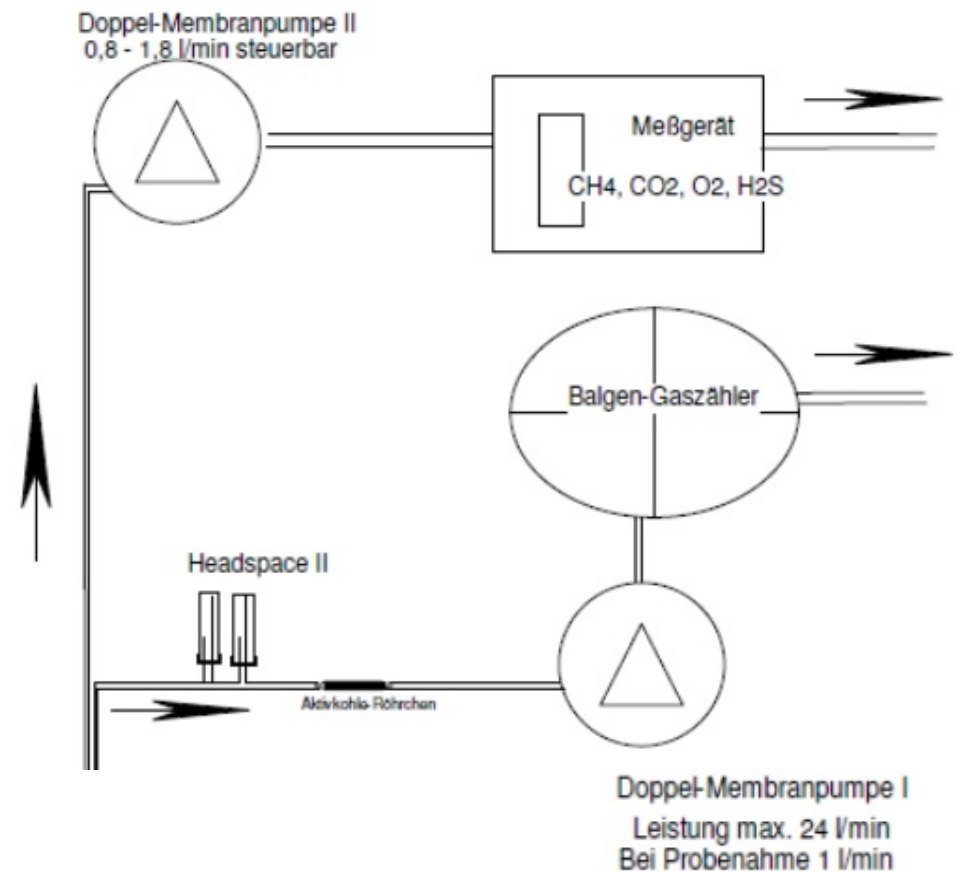 Doppel-Membranpumpe II
0,8 - 1,8 l/min steuerbar
Meßgerät
CH4, CO2, O2, H2S
Balgen-Gaszähler
Headspace II
Aktivkohle-Röhrchen
Doppel-Membranpumpe I
Leistung max. 24 l/min
Bei Probenahme 1 l/min